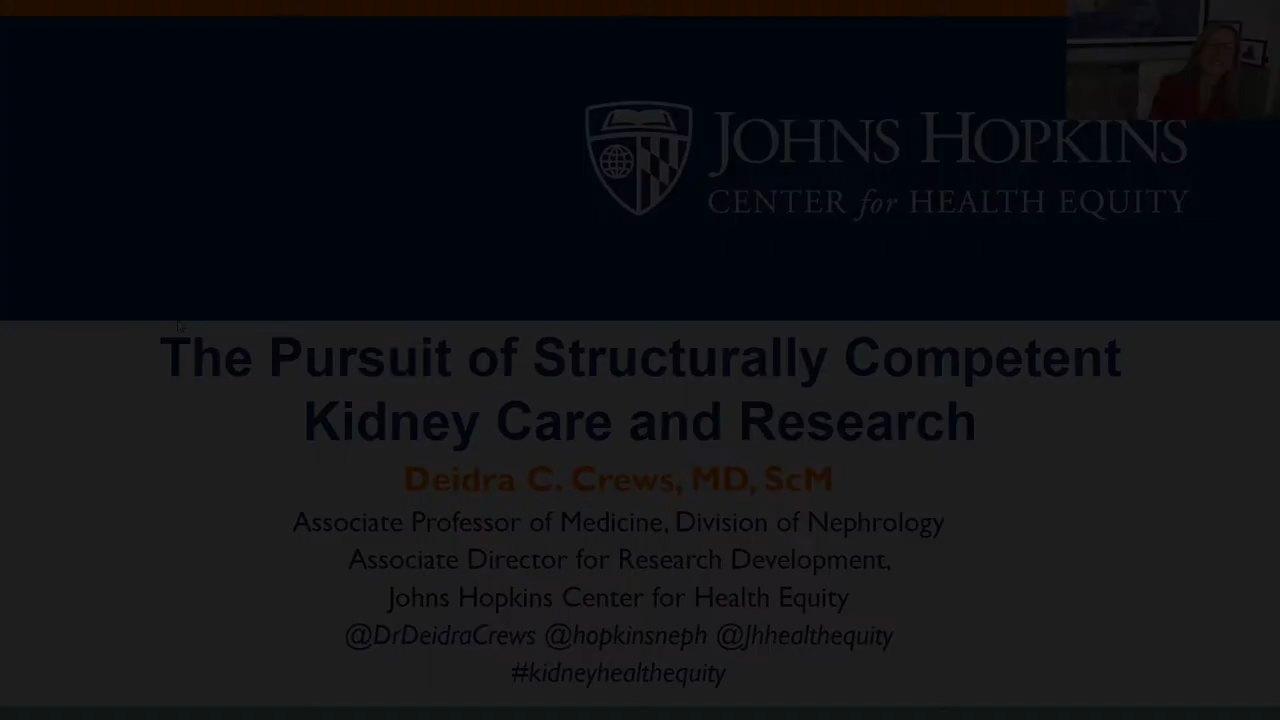 JOHNS HOPKINS
CENTER for HEALTH EQUITY
The Pursuit of Structurally Competent
Kidney Care and Research
Deidra C. Crews, MD, ScM
Associate Professor of Medicine, Division of Nephrology
Associate Director for Research Development,
Johns Hopkins Center for Health Equity
@DrDeidraCrews @hopkinsneph @Jhhealthequity
#kidneyhealthequity